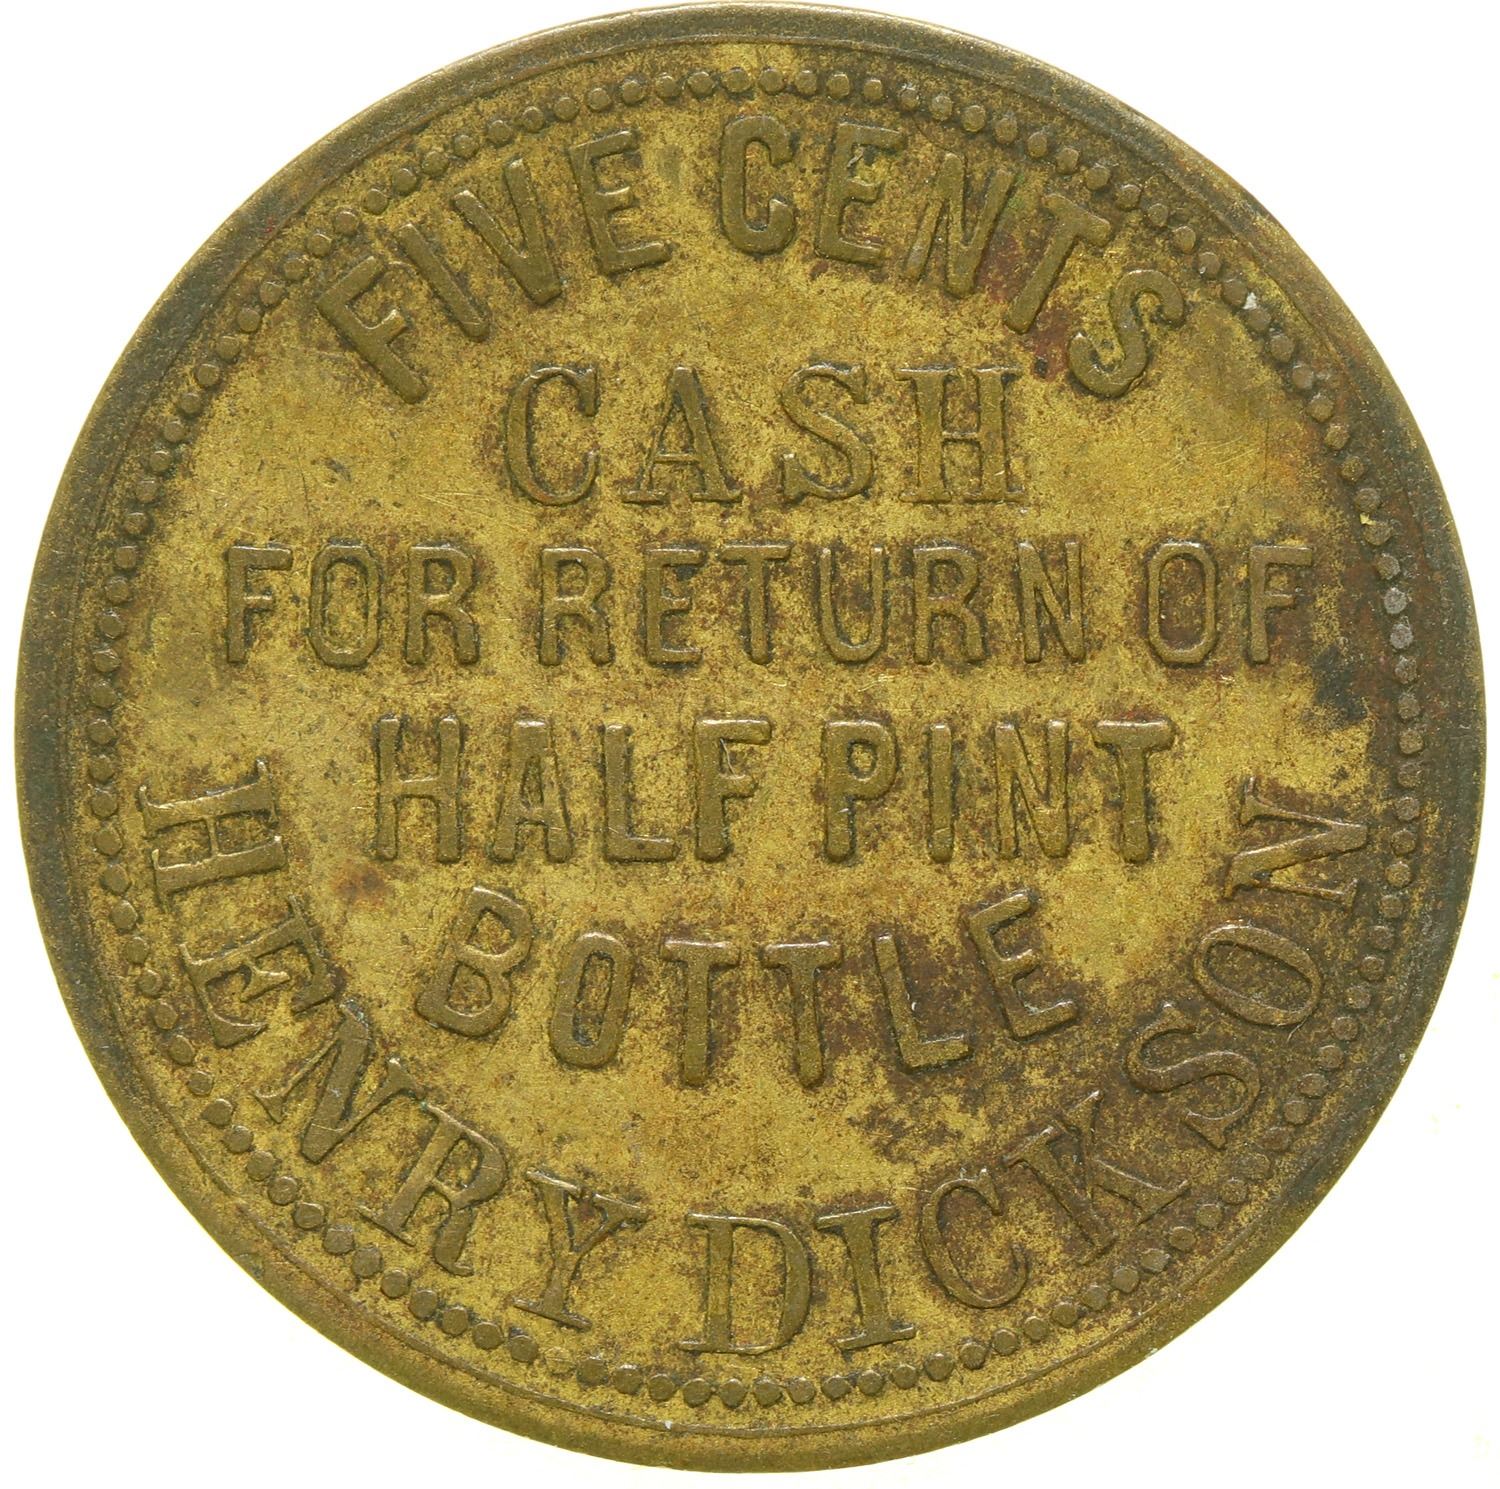 FIVE CENTS
CASH
FOR RETURN OF
HALF PINT
BOTTLE
HENRY DICKSON